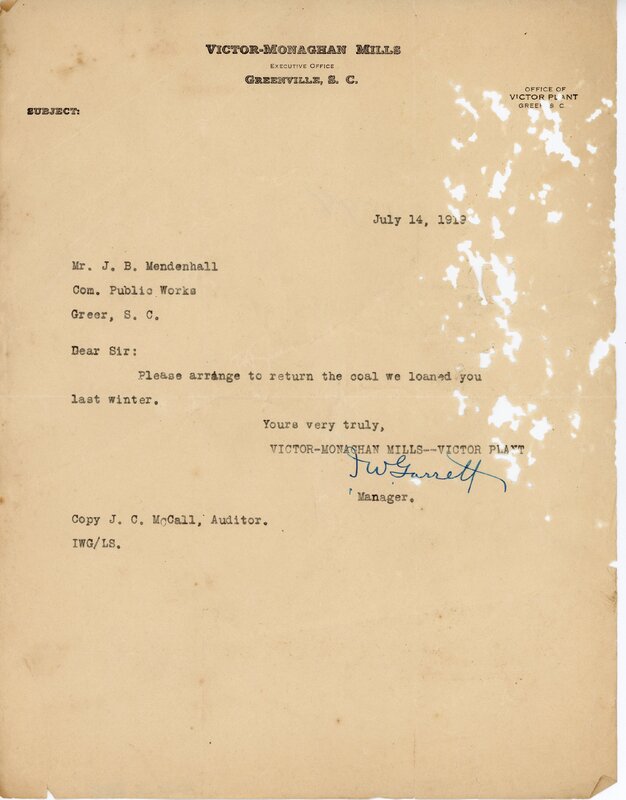 VICTOR-MONAGHAN MILLS
EXECUTIVE OFFICE
GREENVILLE, S. C.
OFFICE OF
VICTOR PLANT
GREER S C
SUBJECT:
July 14, 1919
Mr. J. B. Mendenhall
Com. Public Works
Greer, S. C.
Dear Sir:
Please arrange to return the coal we loaned you
last winter.
Yours very truly,
VICTOR-MONAGHAN MILLS--VICTOR PLANT
I W Garrett
Manager.
Copy J. C. McCall, Auditor.
IWG/LS.